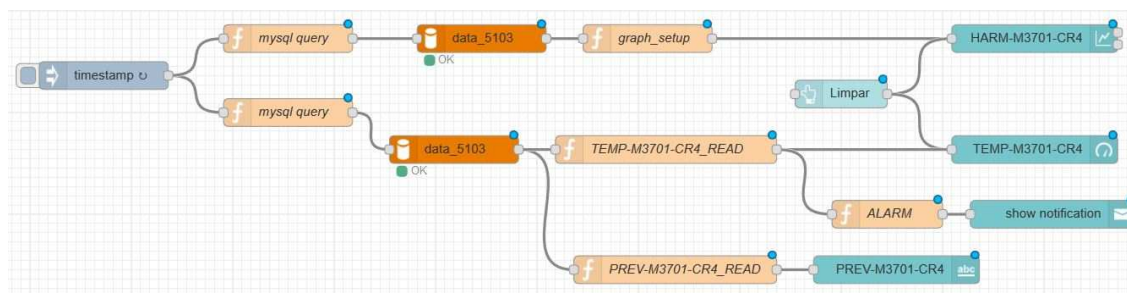 mysql query data_5103 graph_setup HARM-M3701-CR4
OK
timestamp ↻
Limpar
mysql query
data_5103 TEMP-M3701-CR4_READ TEMP-M3701-CR4
OK
ALARM show notification
PREV-M3701-CR4_READ PREV-M3701-CR4 abc